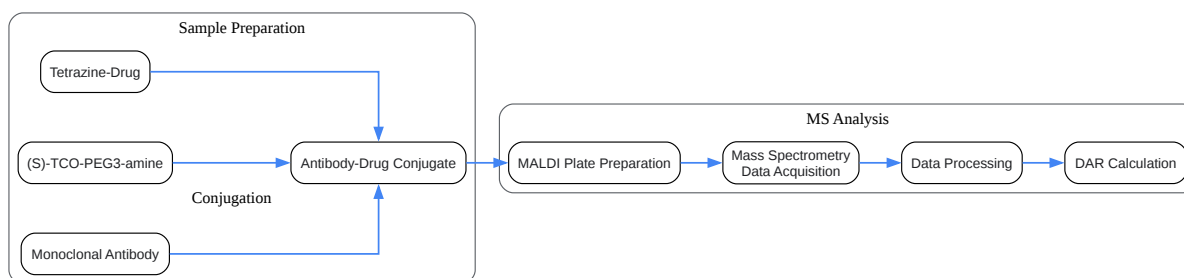 Sample Preparation
Tetrazine-Drug
(S)-TCO-PEG3-amine
Antibody-Drug Conjugate
Conjugation
Monoclonal Antibody
MS Analysis
MALDI Plate Preparation
Mass Spectrometry
Data Acquisition
Data Processing
DAR Calculation